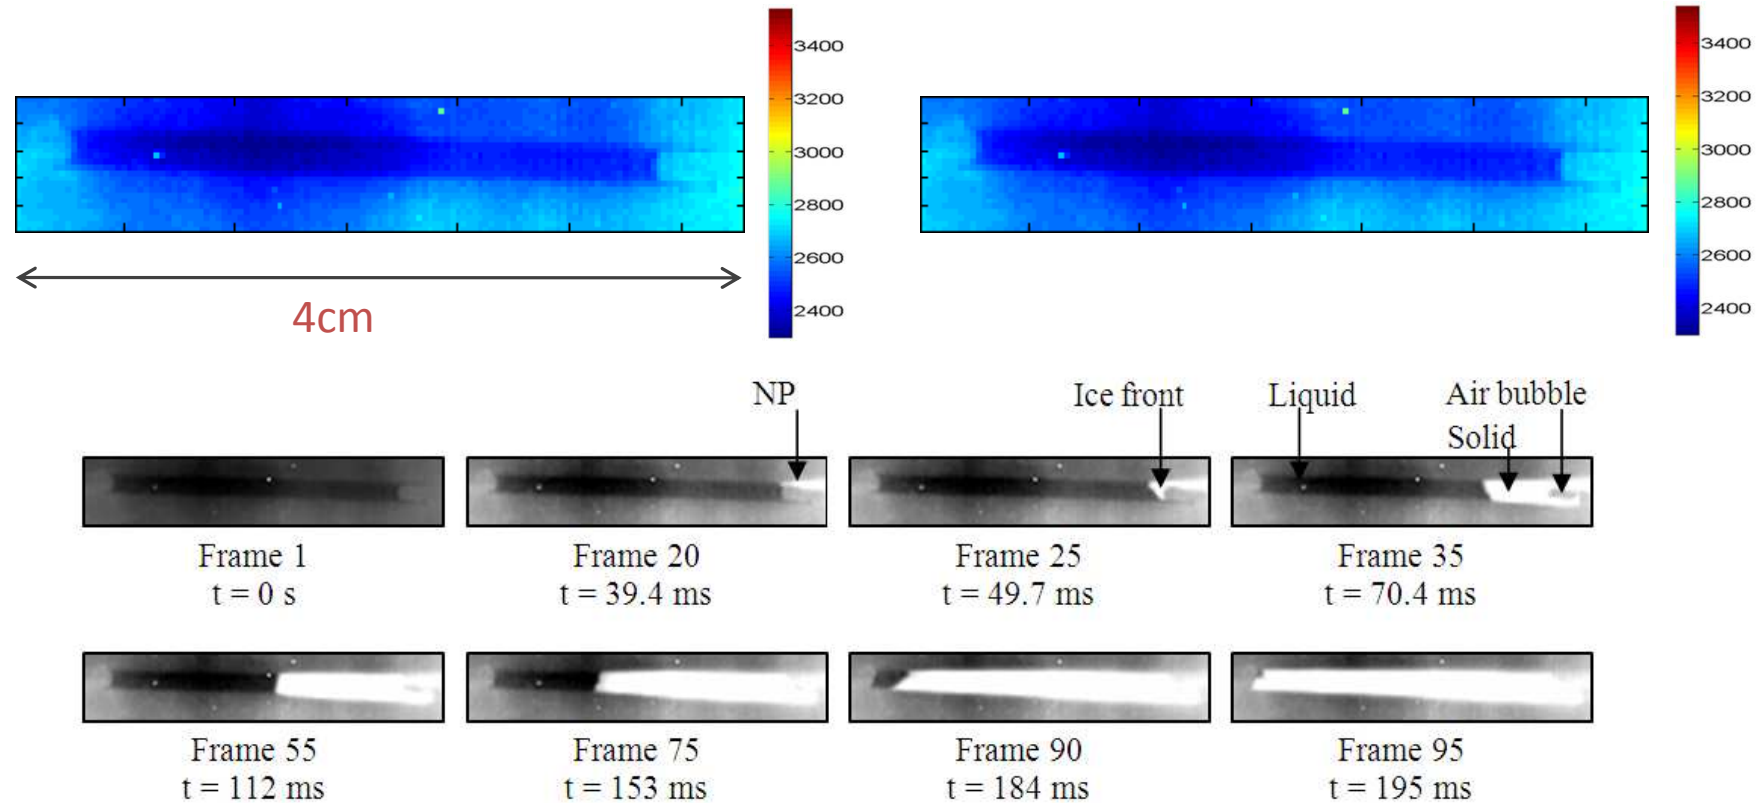 3400
3200
3000
2800
2600
2400
3400
3200
3000
2800
2600
2400
4cm
NP
Ice front
Liquid
Air bubble
Solid
Frame 1
t = 0 s
Frame 20
t = 39.4 ms
Frame 25
t = 49.7 ms
Frame 35
t = 70.4 ms
Frame 55
t = 112 ms
Frame 75
t = 153 ms
Frame 90
t = 184 ms
Frame 95
t = 195 ms